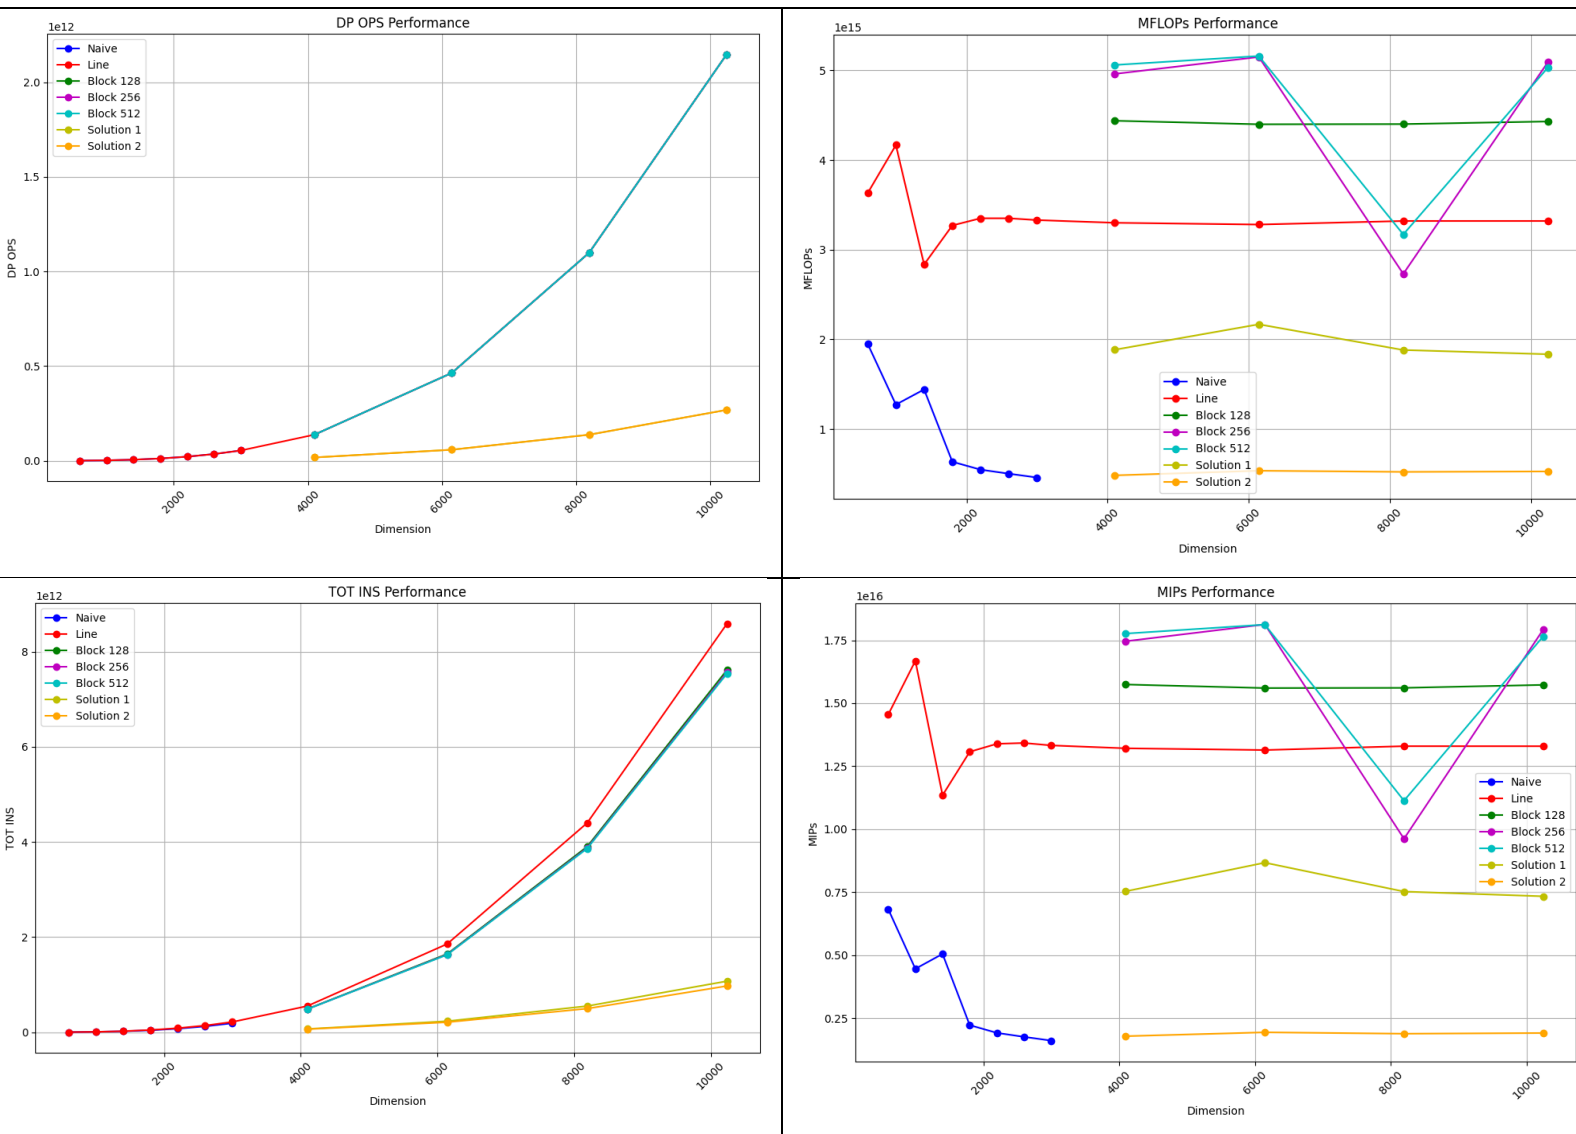 DP OPS Performance
1e12
Naive
Line
Block 128
Block 256
Block 512
Solution 1
Solution 2
DP OPS
2.0
1.5
1.0
0.5
0.0
2000
4000
6000
8000
10000
Dimension
MFLOPs Performance
1e15
MFLOPs
5
4
3
2
1
Naive
Line
Block 128
Block 256
Block 512
Solution 1
Solution 2
2000
4000
6000
8000
10000
Dimension
TOT INS Performance
1e12
Naive
Line
Block 128
Block 256
Block 512
Solution 1
Solution 2
TOT INS
8
6
4
2
0
2000
4000
6000
8000
10000
Dimension
MIPs Performance
1e16
MIPs
1.75
1.50
1.25
1.00
0.75
0.50
0.25
Naive
Line
Block 128
Block 256
Block 512
Solution 1
Solution 2
2000
4000
6000
8000
10000
Dimension